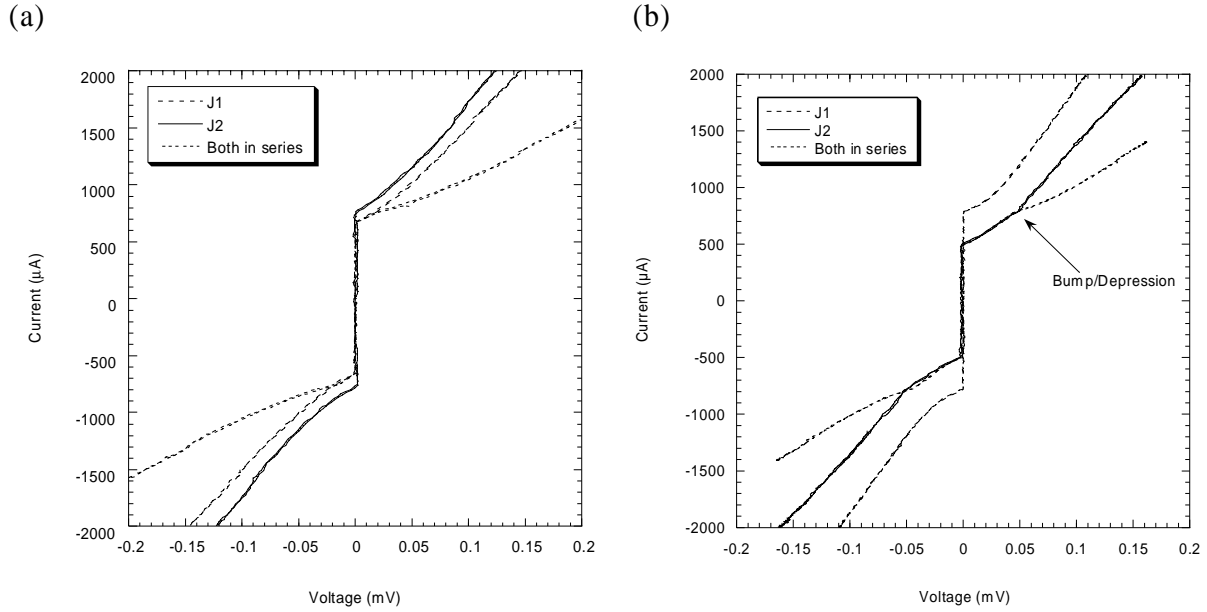 (a)
2000
1500
1000
500
0
-500
-1000
-1500
-2000
-0.2 -0.15 -0.1 -0.05 0 0.05 0.1 0.15 0.2
J1
J2
Both in series
Current (µA)
Voltage (mV)
(b)
2000
1500
1000
500
0
-500
-1000
-1500
-2000
-0.2 -0.15 -0.1 -0.05 0 0.05 0.1 0.15 0.2
J1
J2
Both in series
Bump/Depression
Current (µA)
Voltage (mV)